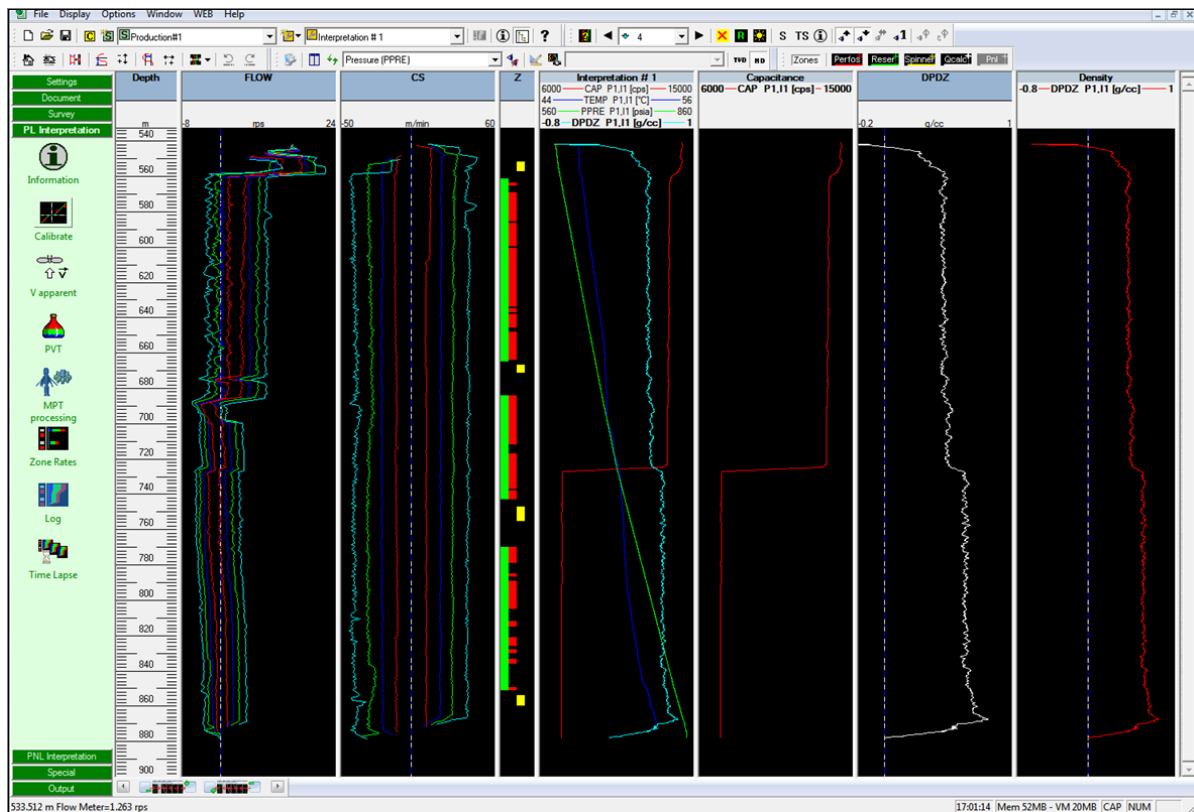 File Display Options Window WEB Help
C S S Production#1 Interpretation # 1 ? 4 X R S TS
Pressure (PPRE) TVD MD Zones Perfos Reser Spinner Qcalc Pnl
Settings
Document
Survey
PL Interpretation
Information
Calibrate
V apparent
PVT
MPT
processing
Zone Rates
Log
Time Lapse
PNL Interpretation
Special
Output
Depth FLOW CS Z Interpretation # 1 Capacitance DPDZ Density
6000 CAP P1,I1 [cps] 15000 6000 CAP P1,I1 [cps] 15000 -0.8 DPDZ P1,I1 [g/cc] 1
44 TEMP P1,I1 [°C] 56
560 PPRE P1,I1 [psia] 860
m -8 rps 24 -50 m/min 60 -0.8 DPDZ P1,I1 [g/cc] 1 -0.2 g/cc 1
540
560
580
600
620
640
660
680
700
720
740
760
780
800
820
840
860
880
900
533.512 m Flow Meter=1.263 rps 17:01:14 Mem 52MB - VM 20MB CAP NUM